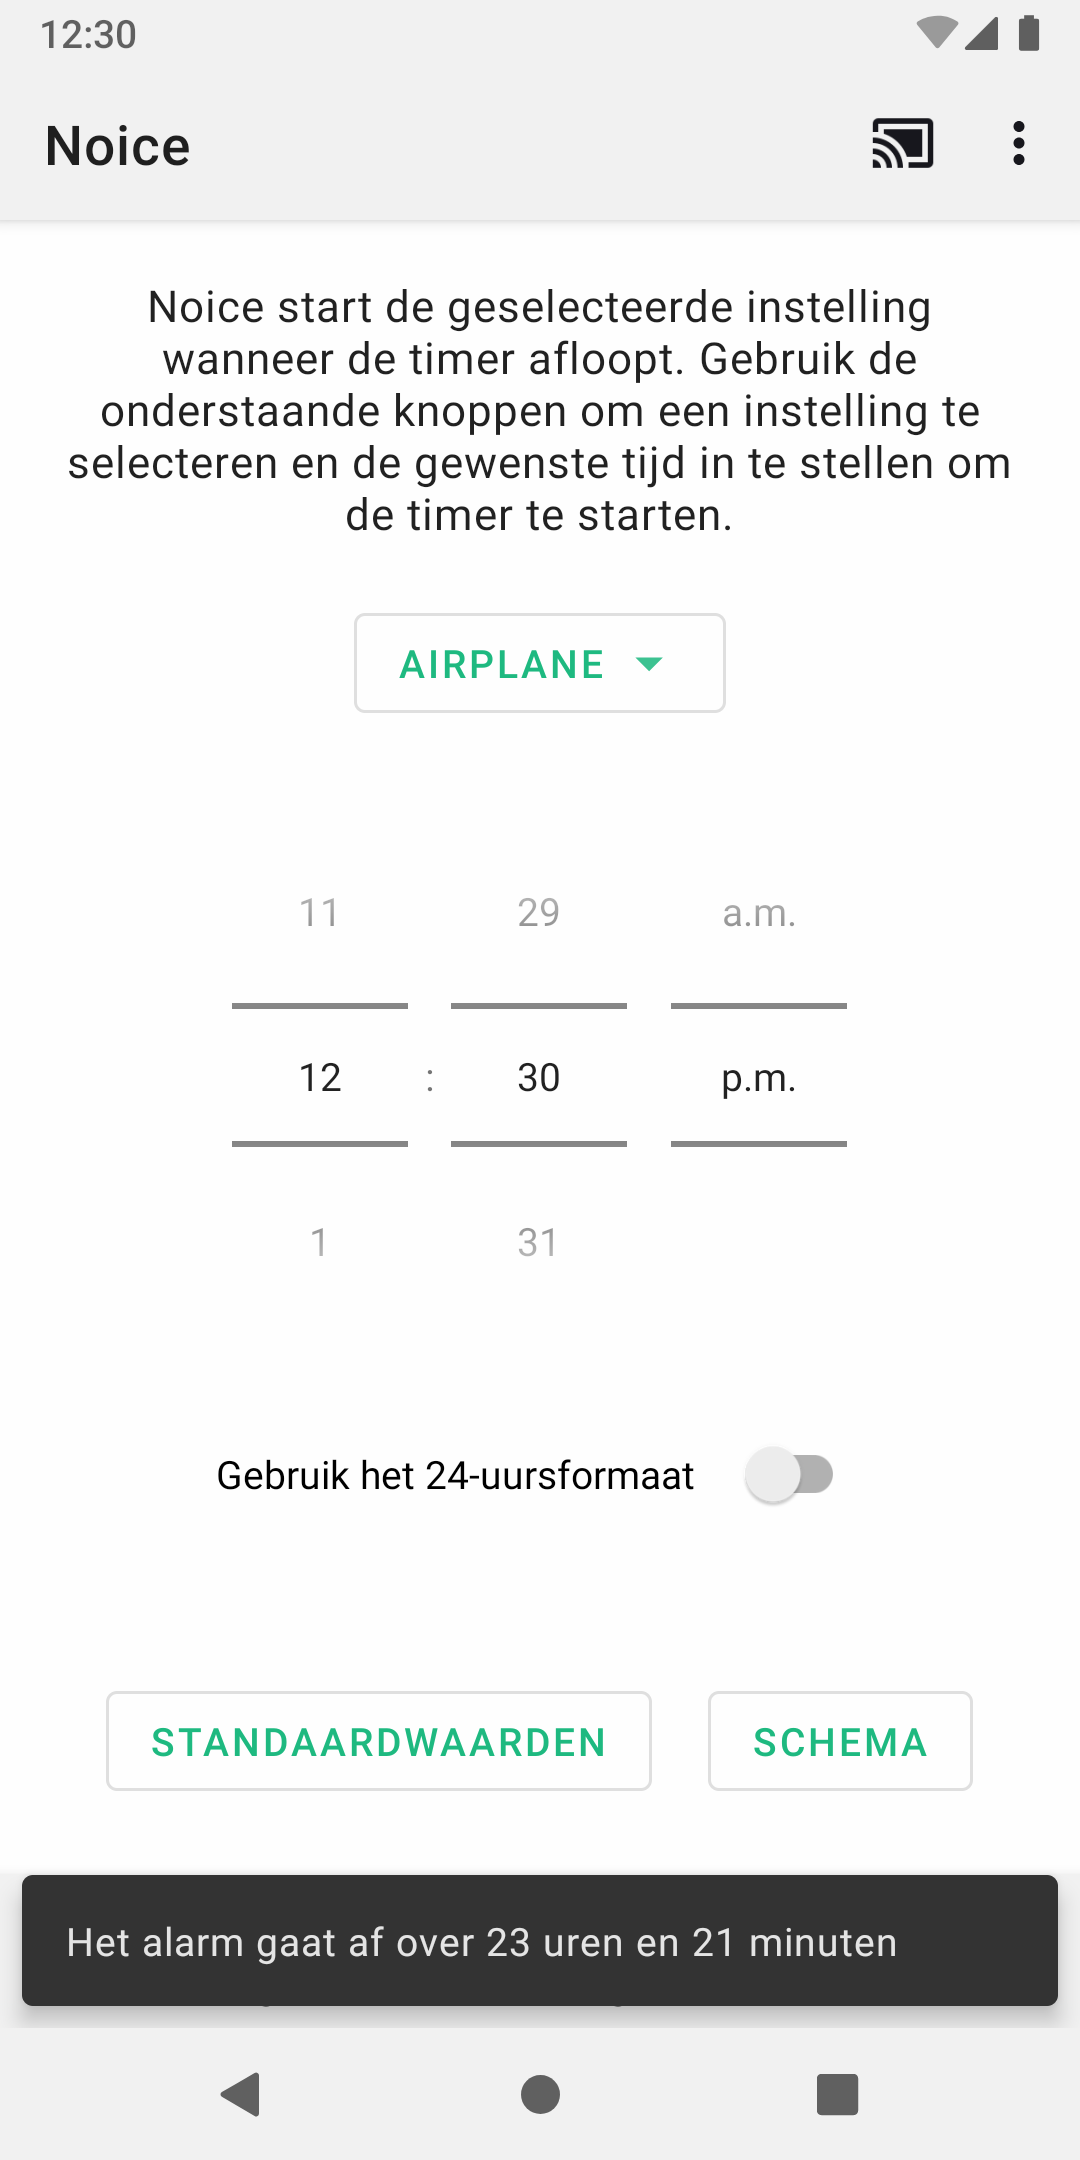 12:30
Noice
Noice start de geselecteerde instelling
wanneer de timer afloopt. Gebruik de
onderstaande knoppen om een instelling te
selecteren en de gewenste tijd in te stellen om
de timer te starten.
AIRPLANE
11 29 a.m.
12 : 30 p.m.
1 31
Gebruik het 24-uursformaat
STANDAARDWAARDEN SCHEMA
Het alarm gaat af over 23 uren en 21 minuten